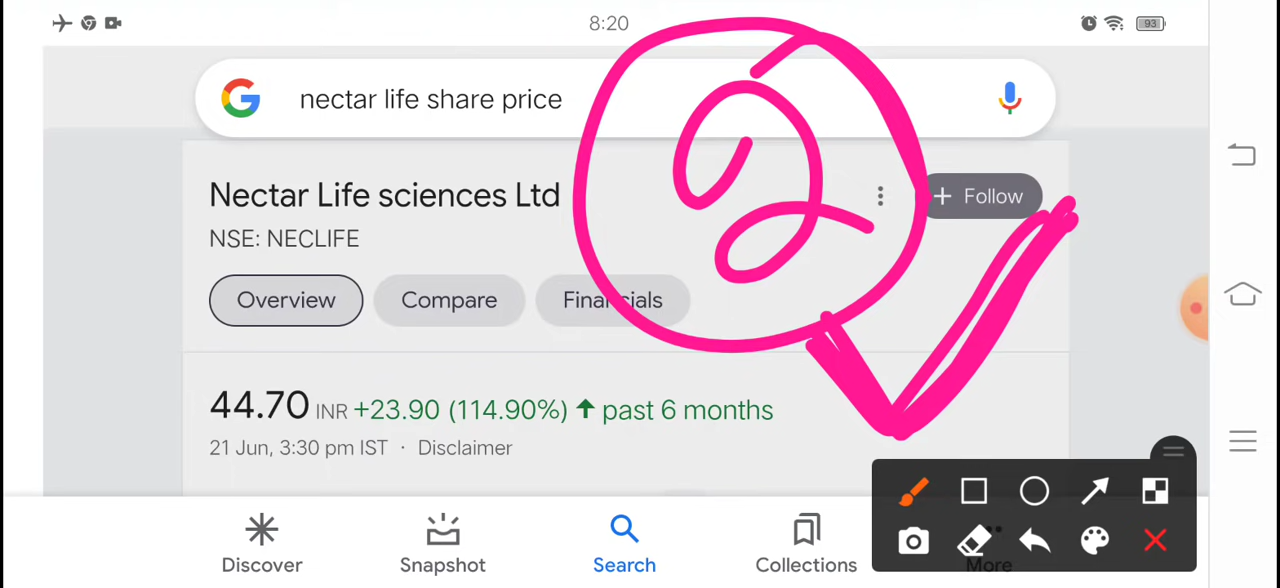 8:20
93
nectar life share price
Nectar Life sciences Ltd
+ Follow
NSE: NECLIFE
Overview
Compare
Financials
2
44.70 INR +23.90 (114.90%) ↑ past 6 months
21 Jun, 3:30 pm IST · Disclaimer
Discover
Snapshot
Search
Collections
More